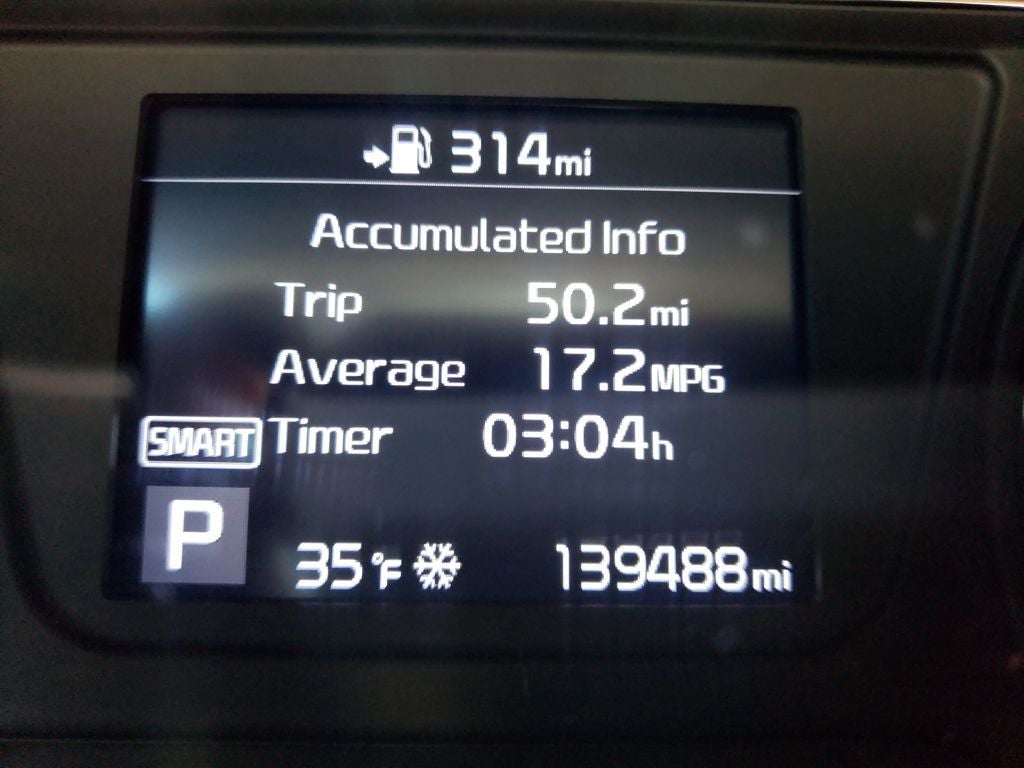 314mi
Accumulated Info
Trip 50.2mi
Average 17.2MPG
SMART Timer 03:04h
P
35°F 139488mi